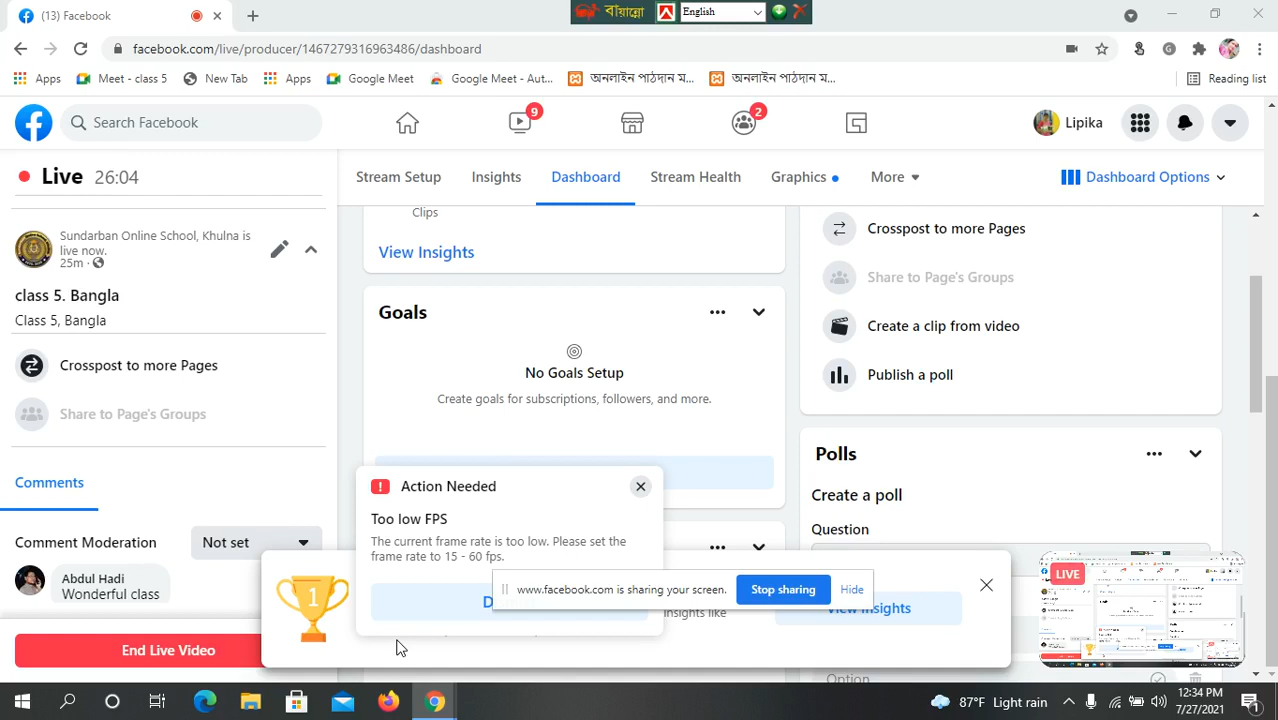 (13) Facebook
বাঁয়ান্নো
English
facebook.com/live/producer/1467279316963486/dashboard
Apps
Meet - class 5
New Tab
Apps
Google Meet
Google Meet - Aut...
অনলাইন পাঠদান ম...
অনলাইন পাঠদান ম...
Reading list
Search Facebook
9
2
Lipika
Live 26:04
Stream Setup
Insights
Dashboard
Stream Health
Graphics
More
Dashboard Options
Sundarban Online School, Khulna is
live now.
25m
class 5. Bangla
Class 5, Bangla
Crosspost to more Pages
Share to Page's Groups
Comments
Comment Moderation
Not set
Abdul Hadi
Wonderful class
End Live Video
Clips
View Insights
Goals
No Goals Setup
Create goals for subscriptions, followers, and more.
Action Needed
Too low FPS
The current frame rate is too low. Please set the
frame rate to 15 - 60 fps.
D
1
www.facebook.com is sharing your screen.
Stop sharing
Hide
insights like
View Insights
Crosspost to more Pages
Share to Page's Groups
Create a clip from video
Publish a poll
Polls
Create a poll
Question
LIVE
Option
87°F Light rain
12:34 PM
7/27/2021
1